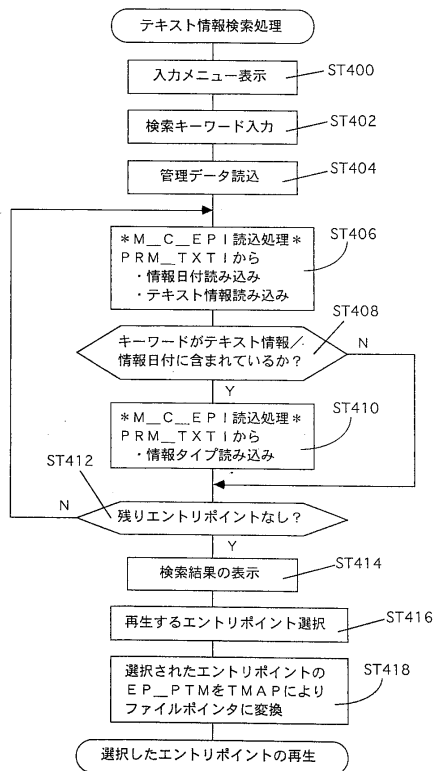 テキスト情報検索処理
入力メニュー表示
ST400
検索キーワード入力
ST402
管理データ読込
ST404
＊M＿C＿EPI読込処理＊
PRM＿TXTIから
・情報日付読み込み
・テキスト情報読み込み
ST406
ST408
キーワードがテキスト情報／
情報日付に含まれているか？
N
Y
＊M＿C＿EPI読込処理＊
PRM＿TXTIから
・情報タイプ読み込み
ST410
ST412
N
残りエントリポイントなし？
Y
検索結果の表示
ST414
再生するエントリポイント選択
ST416
選択されたエントリポイントの
EP＿PTMをTMAPにより
ファイルポインタに変換
ST418
選択したエントリポイントの再生